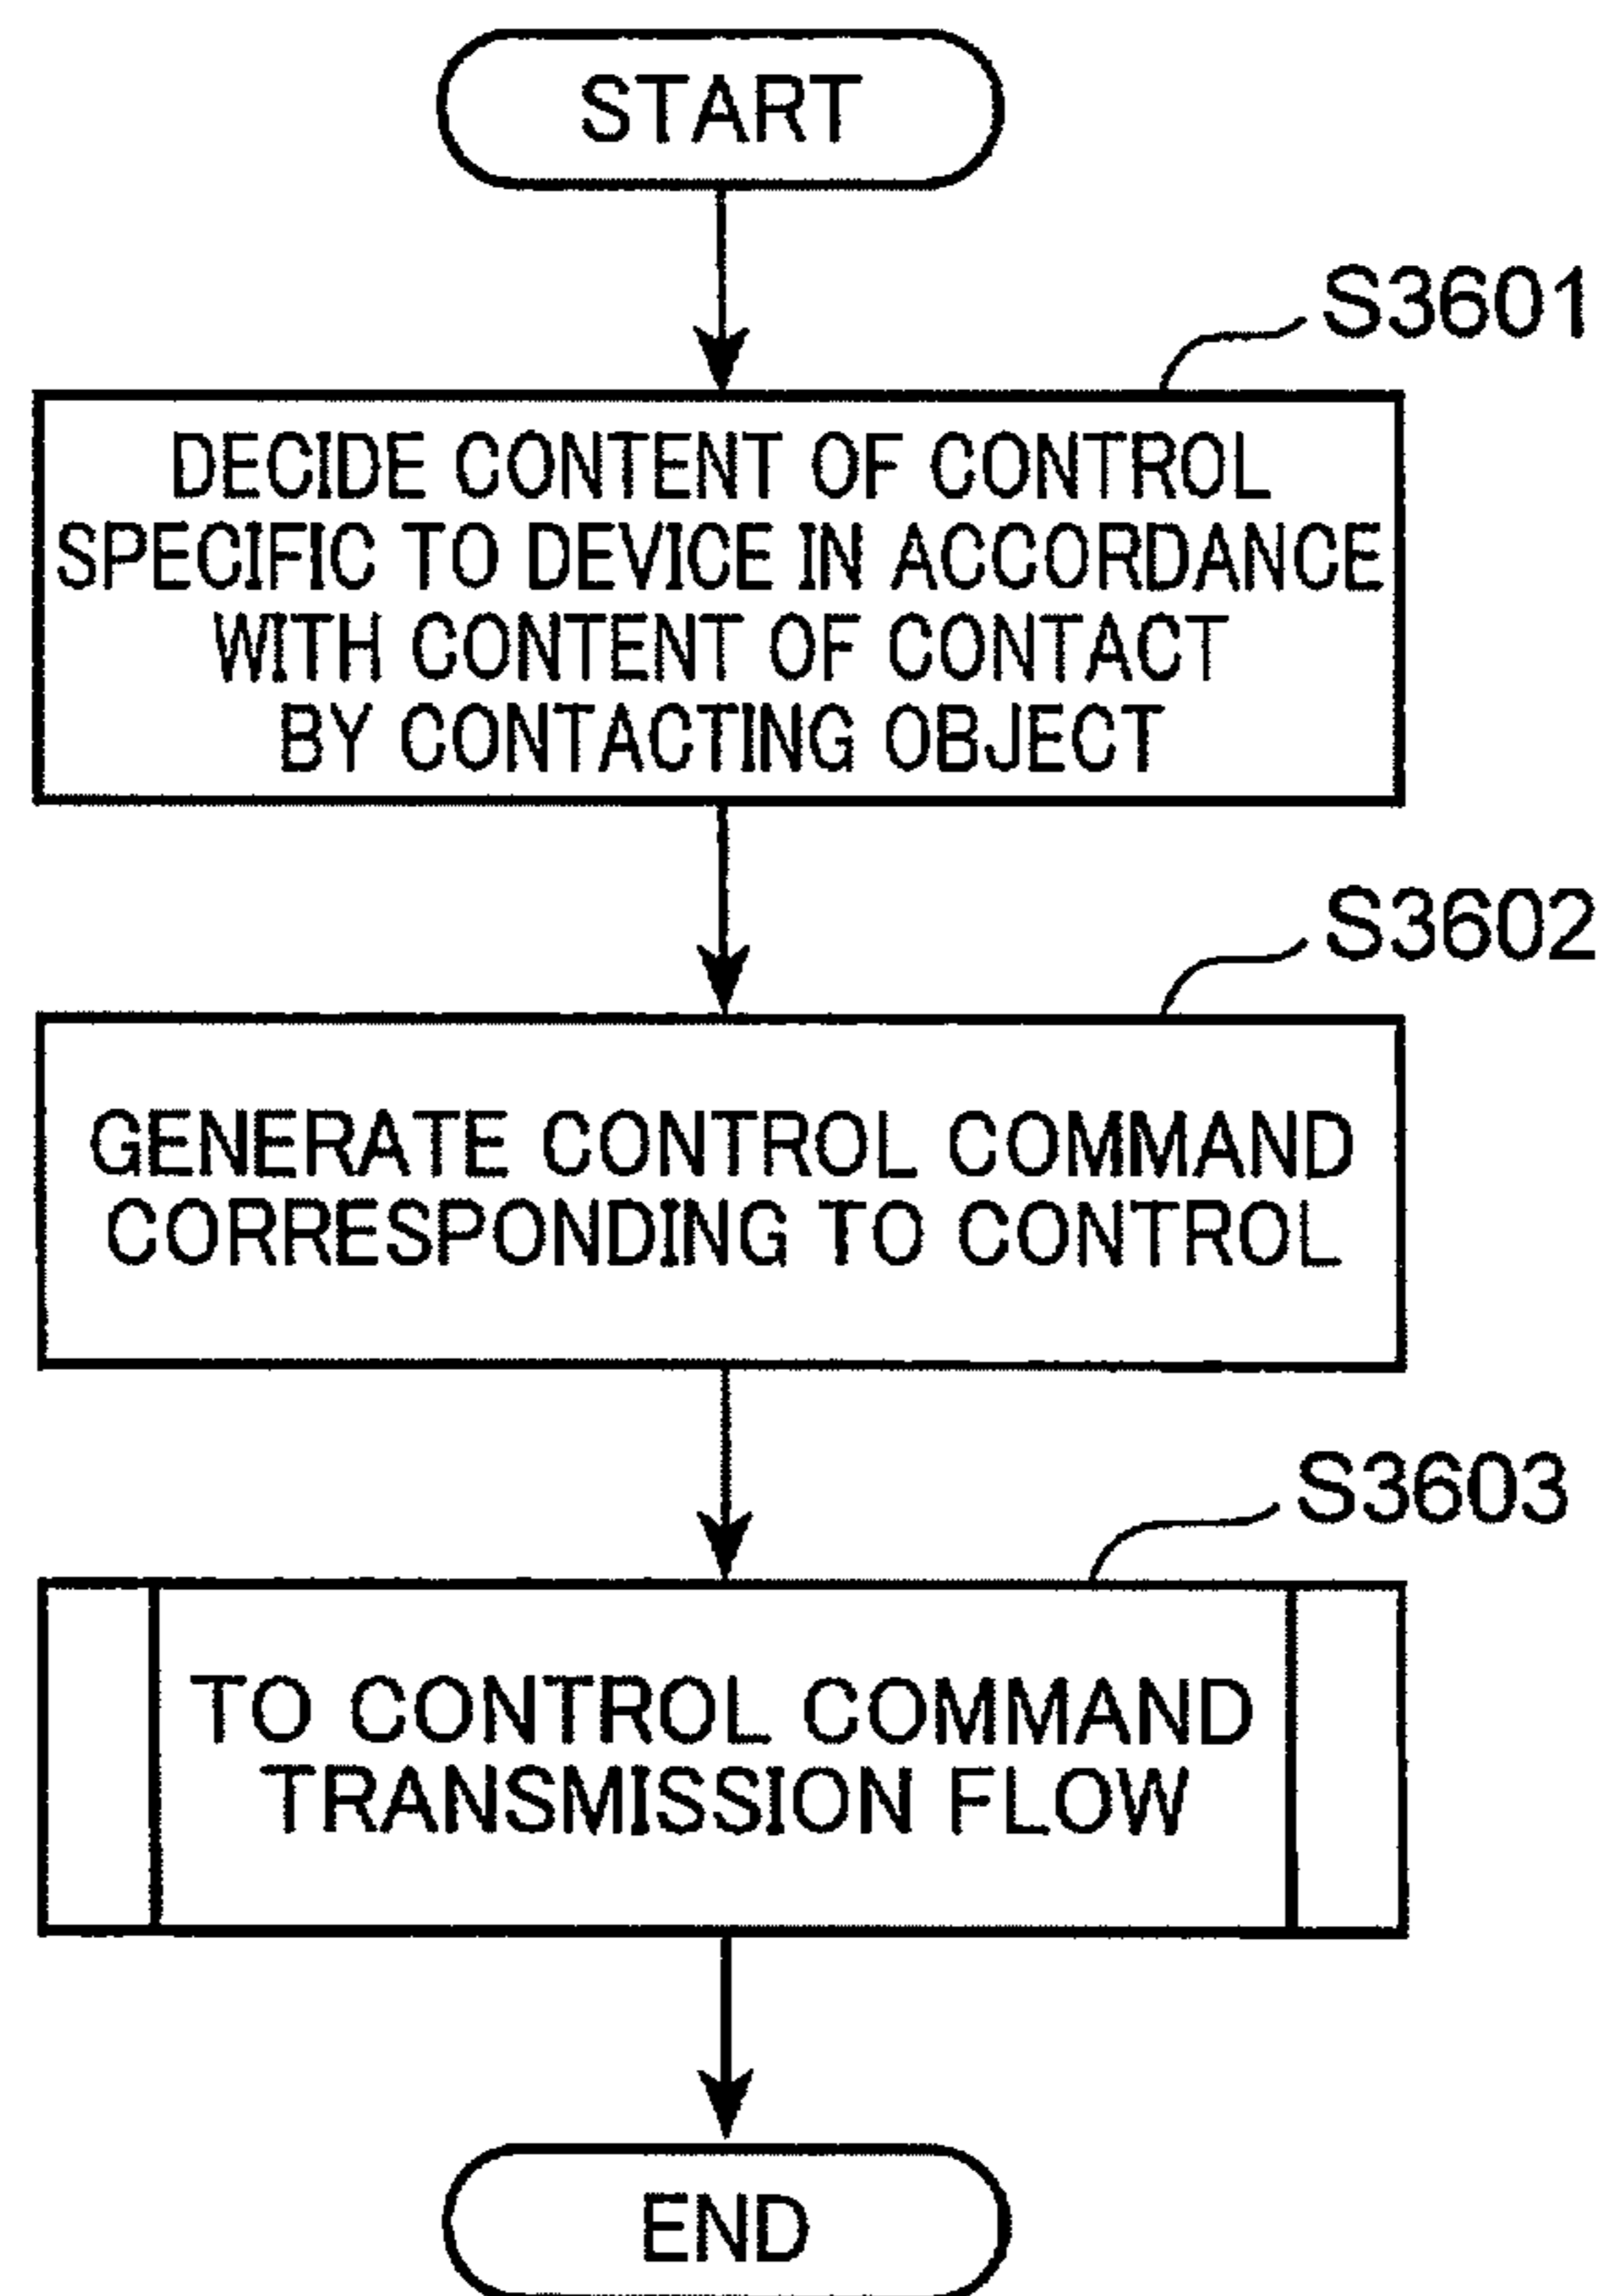 START
S3601
DECIDE CONTENT OF CONTROL
SPECIFIC TO DEVICE IN ACCORDANCE
WITH CONTENT OF CONTACT
BY CONTACTING OBJECT
S3602
GENERATE CONTROL COMMAND
CORRESPONDING TO CONTROL
S3603
TO CONTROL COMMAND
TRANSMISSION FLOW
END